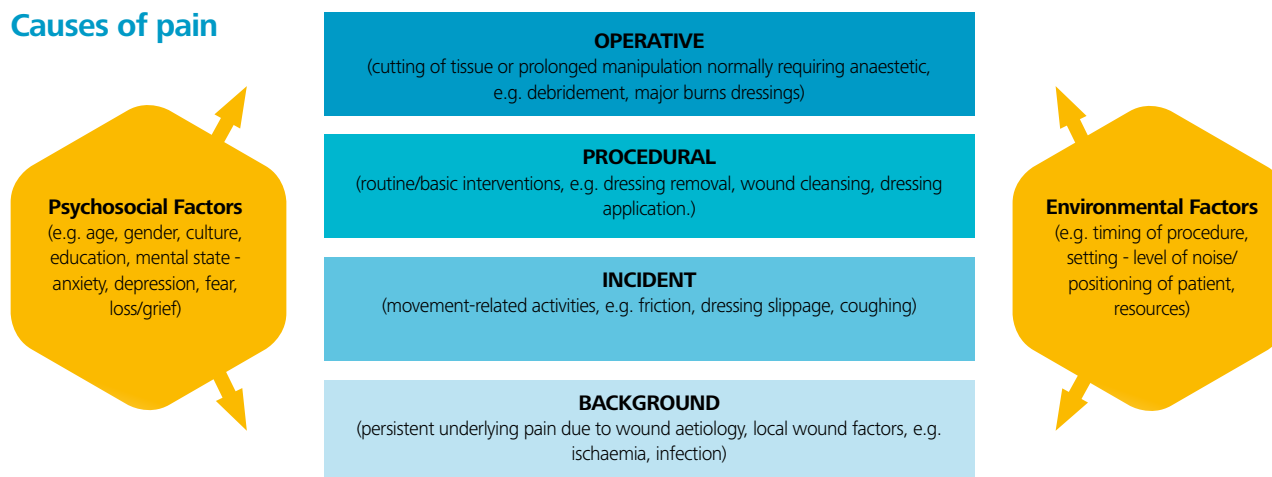 Causes of pain
OPERATIVE
(cutting of tissue or prolonged manipulation normally requiring anaestetic,
e.g. debridement, major burns dressings)
PROCEDURAL
(routine/basic interventions, e.g. dressing removal, wound cleansing, dressing
application.)
INCIDENT
(movement-related activities, e.g. friction, dressing slippage, coughing)
BACKGROUND
(persistent underlying pain due to wound aetiology, local wound factors, e.g.
ischaemia, infection)
Psychosocial Factors
(e.g. age, gender, culture,
education, mental state -
anxiety, depression, fear,
loss/grief)
Environmental Factors
(e.g. timing of procedure,
setting - level of noise/
positioning of patient,
resources)